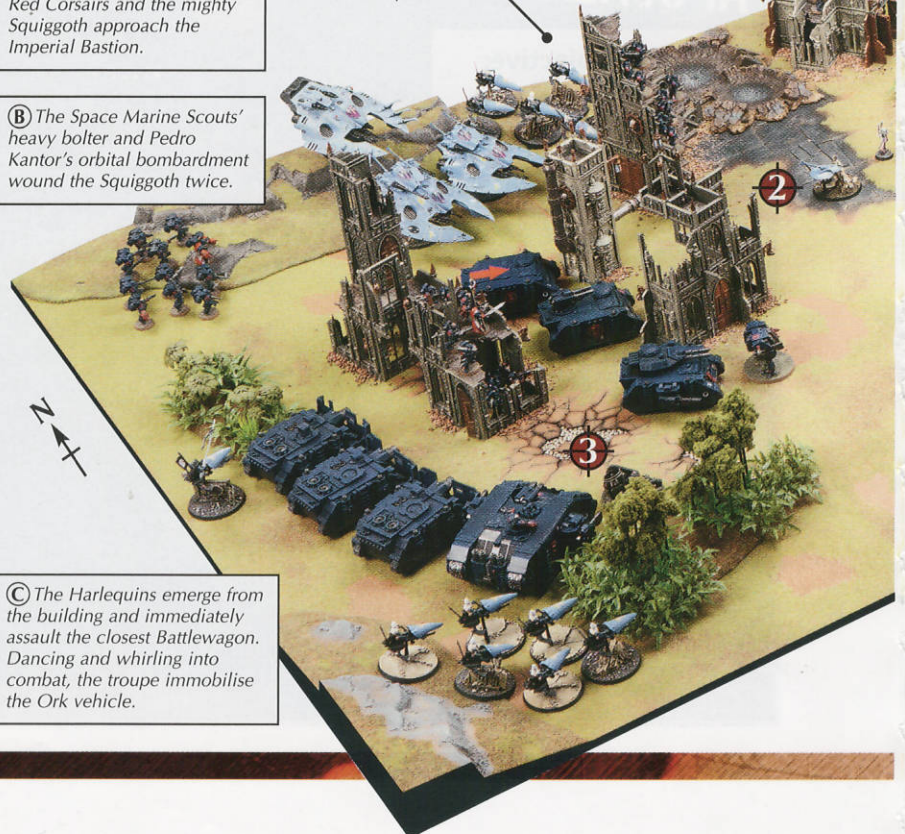 Red Corsairs and the mighty
Squiggoth approach the
Imperial Bastion.
B The Space Marine Scouts'
heavy bolter and Pedro
Kantor's orbital bombardment
wound the Squiggoth twice.
2
N
3
C The Harlequins emerge from
the building and immediately
assault the closest Battlewagon.
Dancing and whirling into
combat, the troupe immobilise
the Ork vehicle.